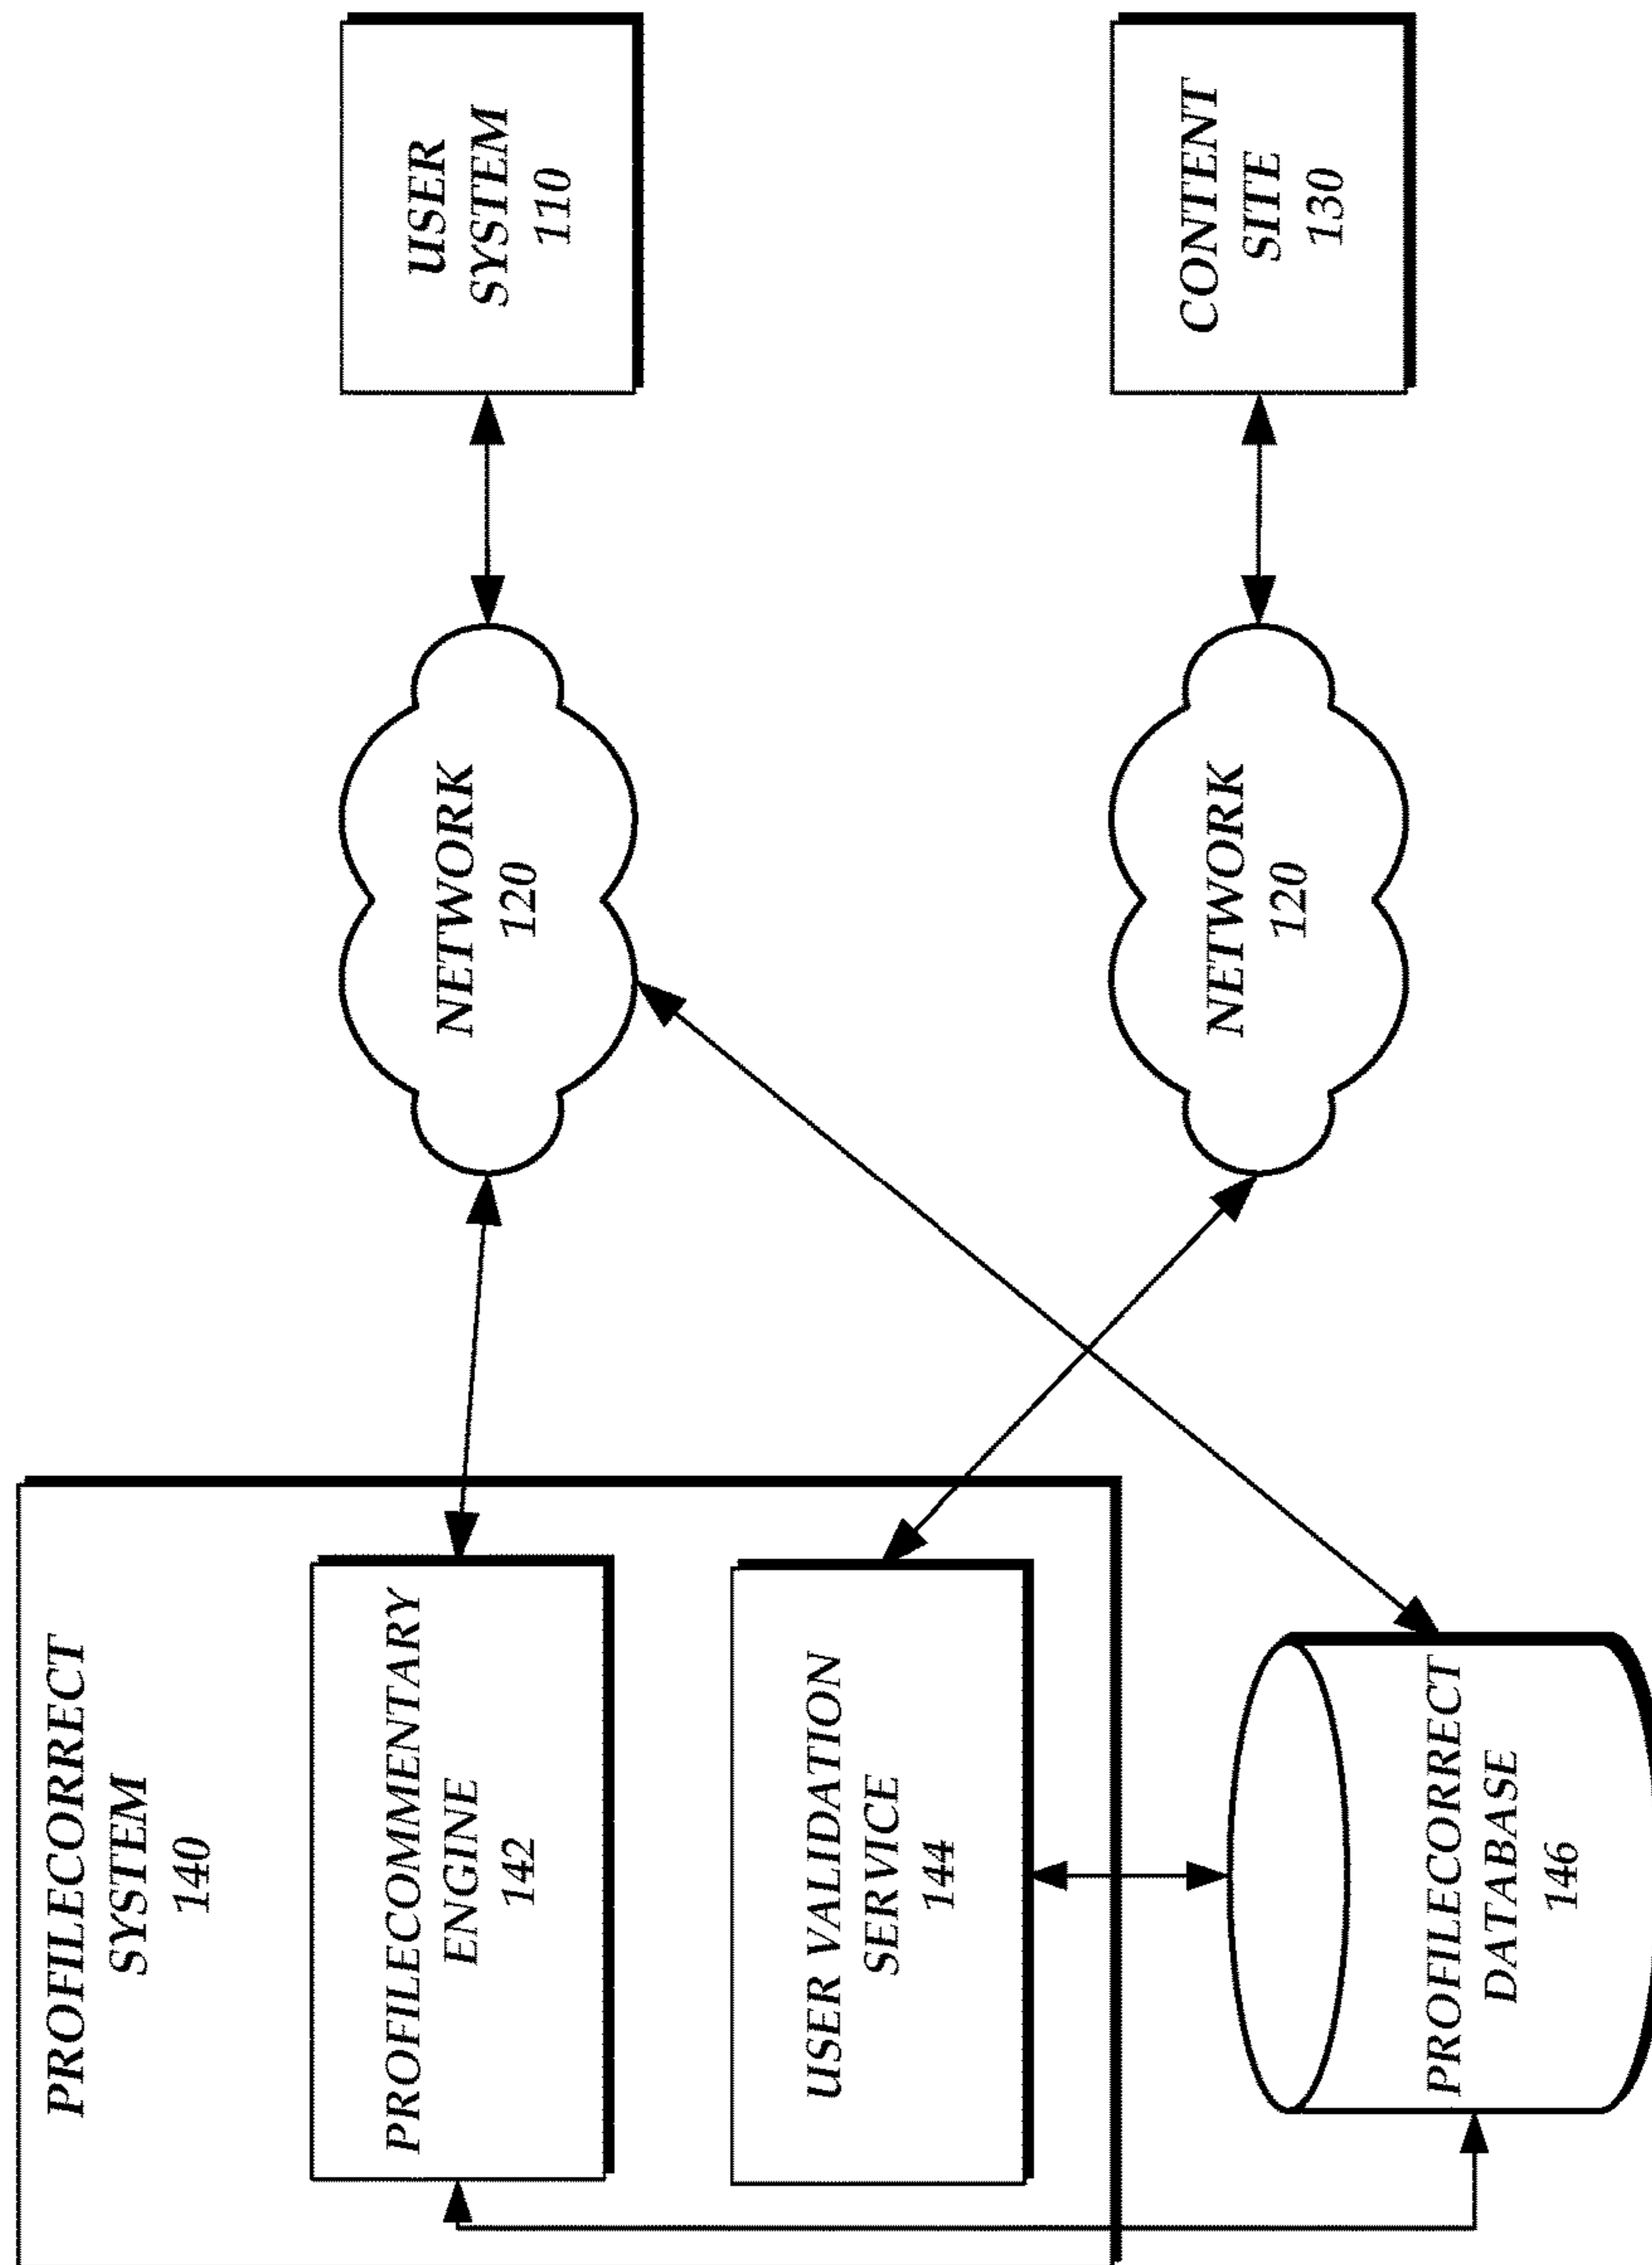 PROFILECORRECT
SYSTEM
140
PROFILECOMMENTARY
ENGINE
142
USER VALIDATION
SERVICE
144
PROFILECORRECT
DATABASE
146
NETWORK
120
NETWORK
120
USER
SYSTEM
110
CONTENT
SITE
130